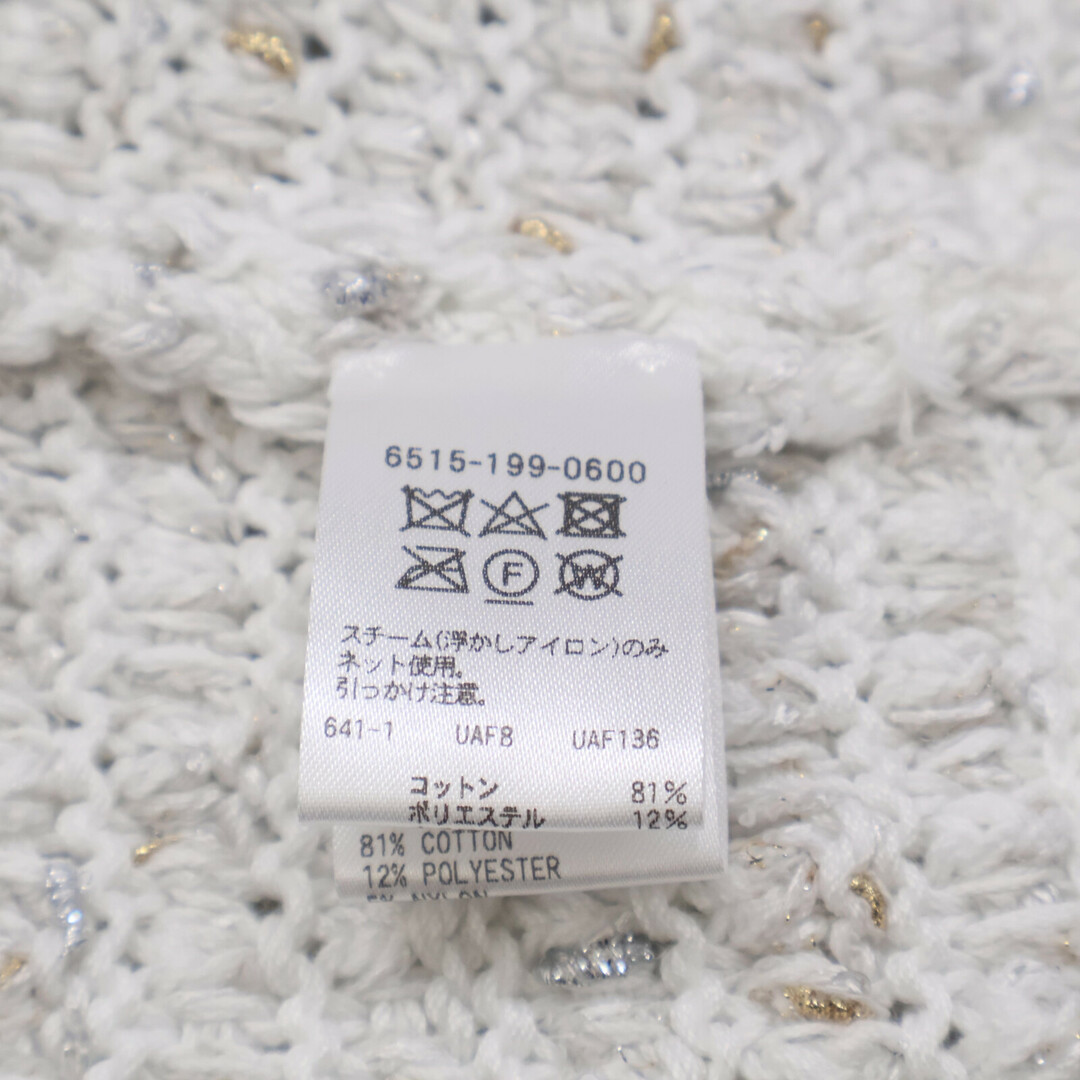 6515-199-0600
F W
スチーム(浮かしアイロン)のみ
ネット使用。
引っかけ注意。
641-1 UAF8 UAF136
コットン 81%
ポリエステル 12%
81% COTTON
12% POLYESTER
5% NYLON